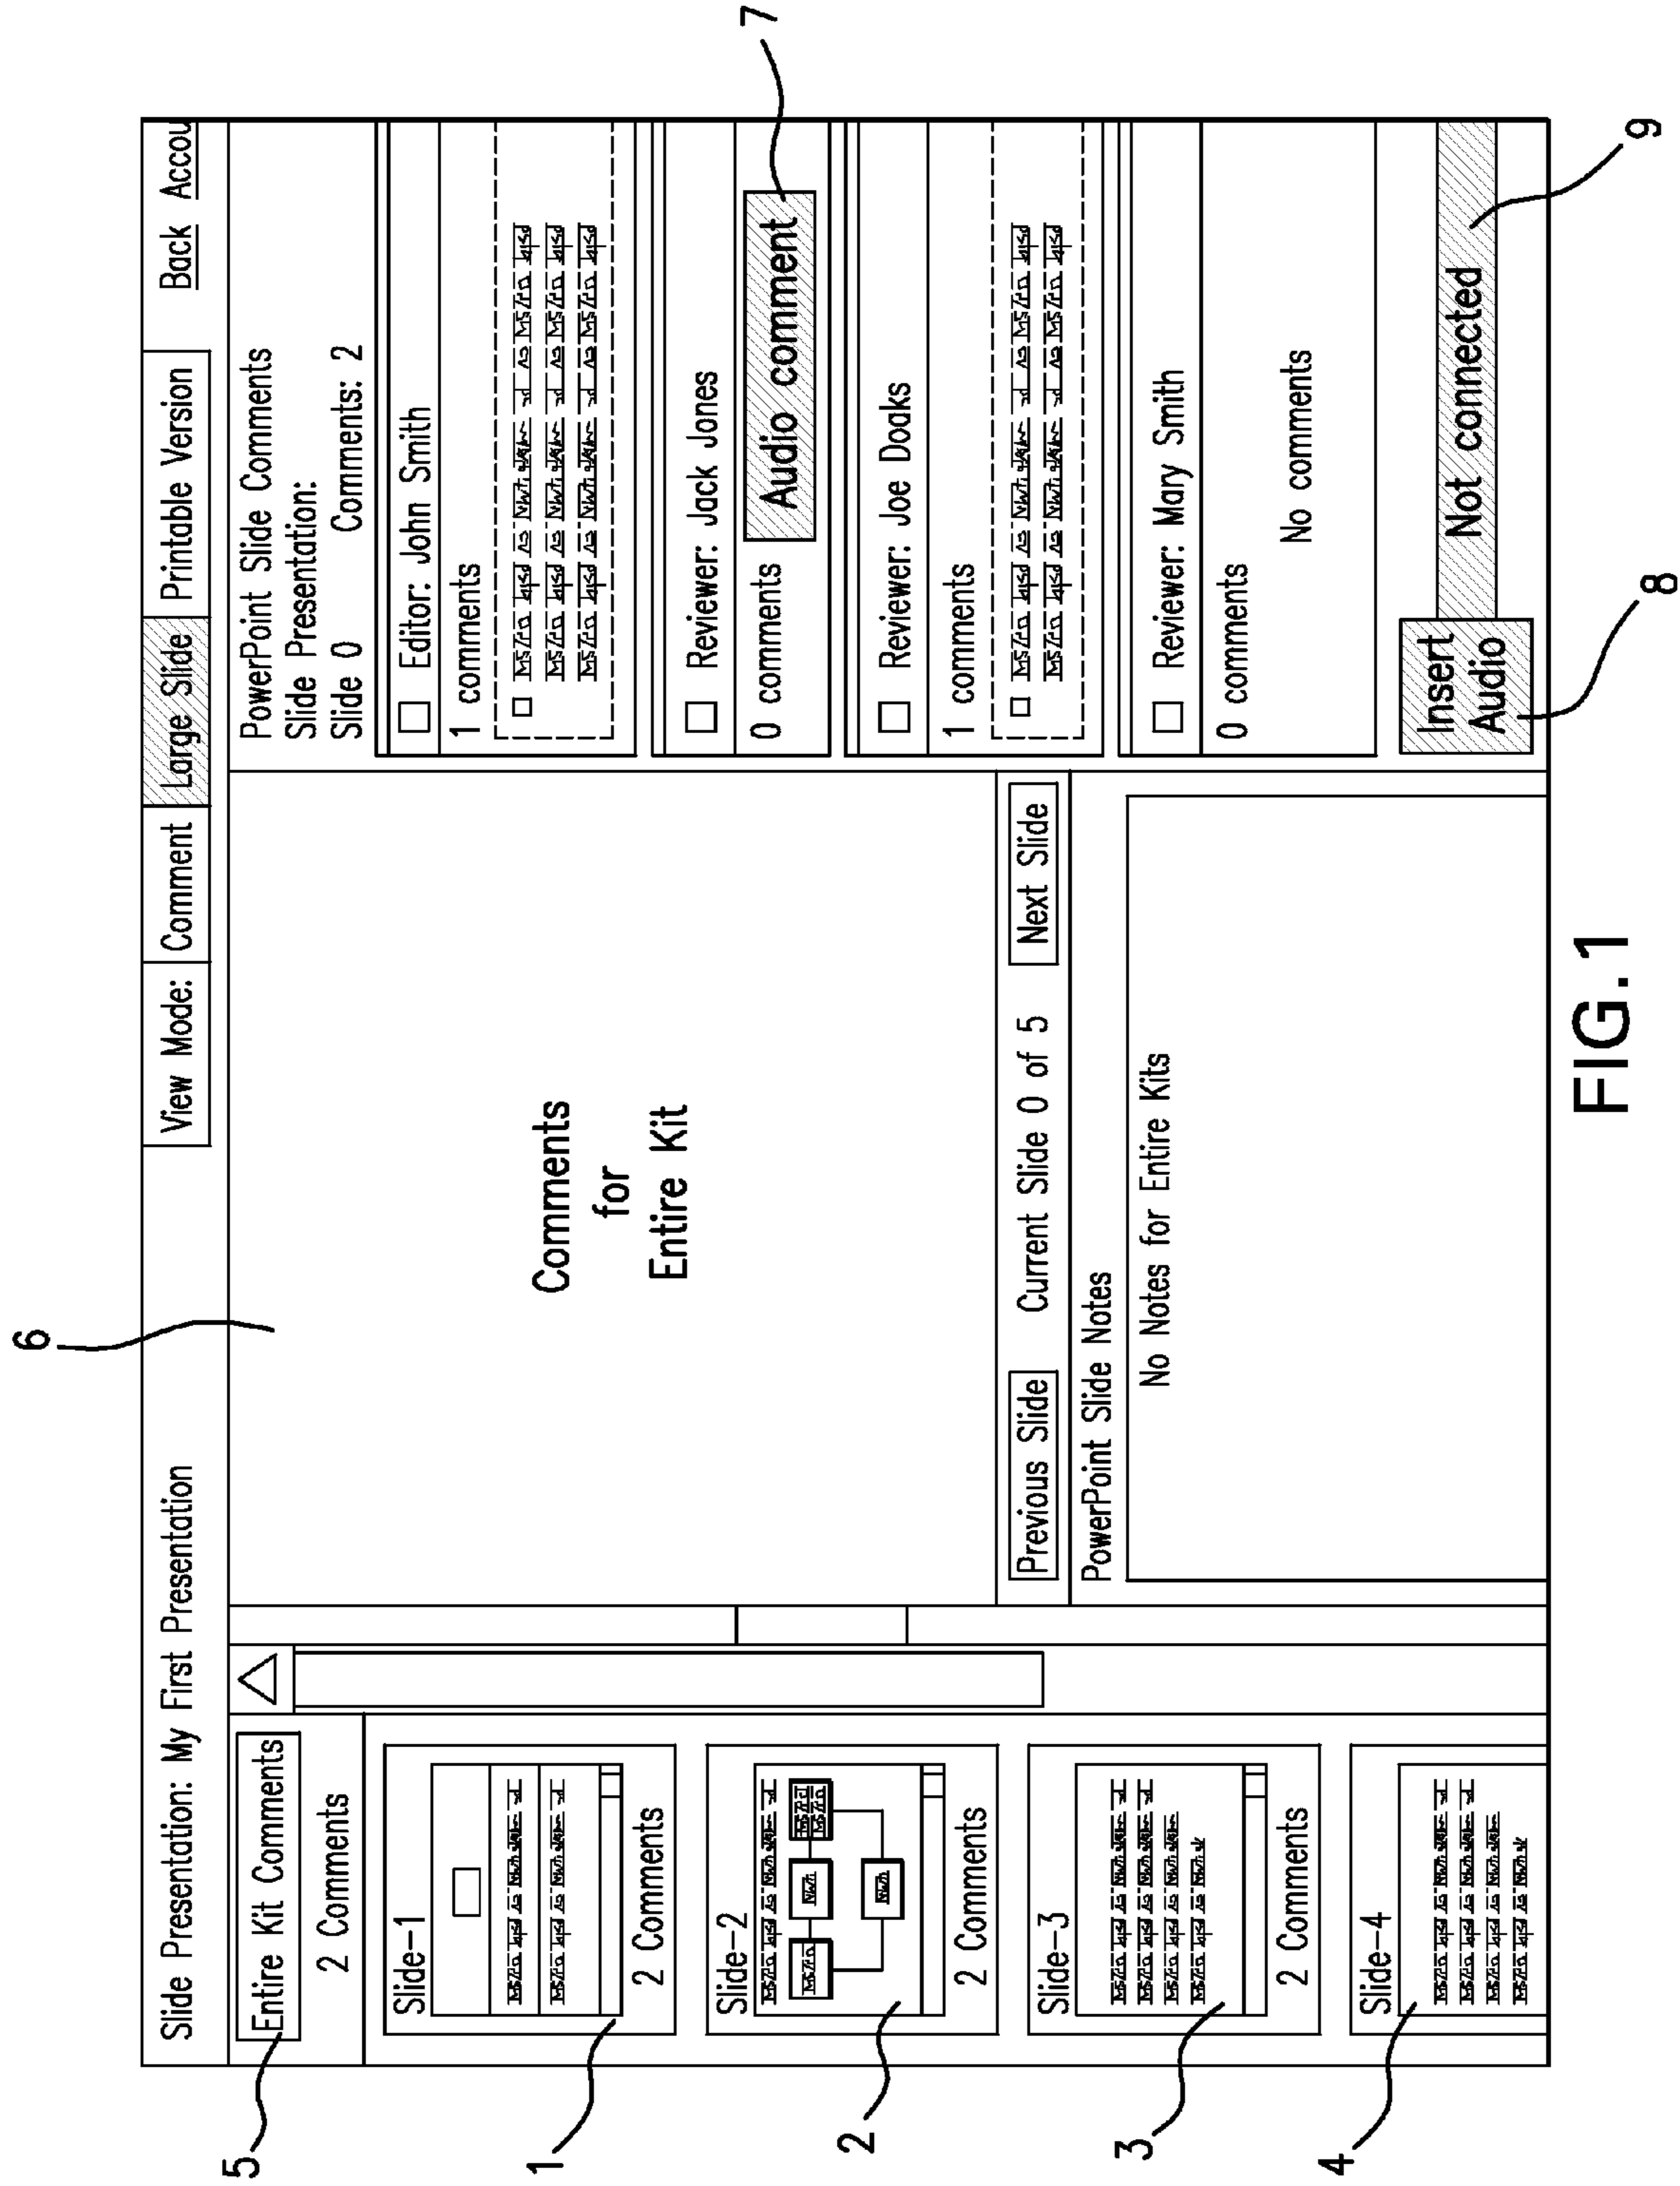 Slide Presentation: My First Presentation
View Mode:
Comment
Large Slide
Printable Version
Back
Accou
5
Entire Kit Comments
2 Comments
Slide-1
1
2 Comments
Slide-2
2
2 Comments
Slide-3
3
2 Comments
Slide-4
4
6
Comments
for
Entire Kit
Previous Slide
Current Slide 0 of 5
Next Slide
PowerPoint Slide Notes
No Notes for Entire Kits
PowerPoint Slide Comments
Slide Presentation:
Slide 0 Comments: 2
Editor: John Smith
1 comments
Reviewer: Jack Jones
0 comments
Audio comment
7
Reviewer: Joe Doaks
1 comments
Reviewer: Mary Smith
0 comments
No comments
Insert
Audio
8
Not connected
9
FIG.1